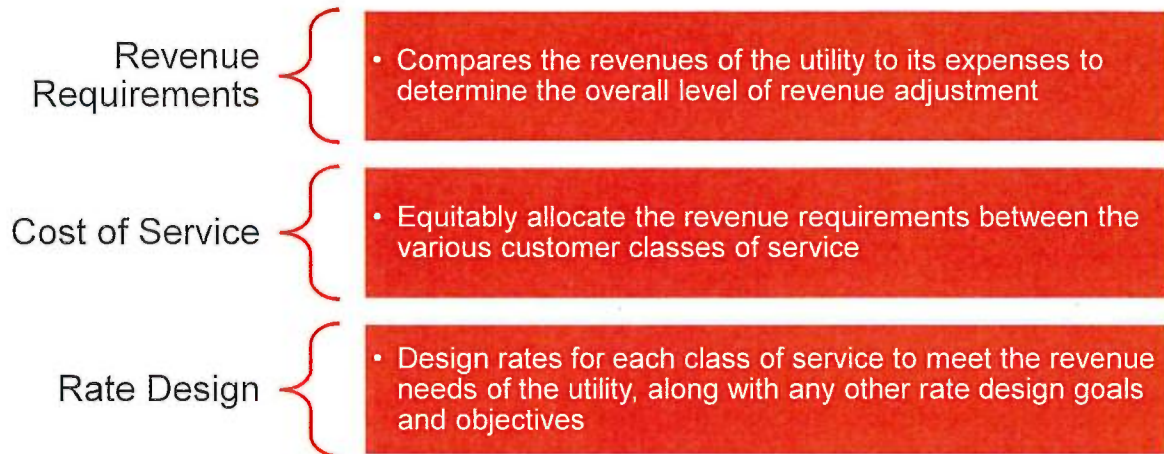 Revenue
Requirements
• Compares the revenues of the utility to its expenses to
determine the overall level of revenue adjustment
Cost of Service
• Equitably allocate the revenue requirements between the
various customer classes of service
Rate Design
• Design rates for each class of service to meet the revenue
needs of the utility, along with any other rate design goals
and objectives